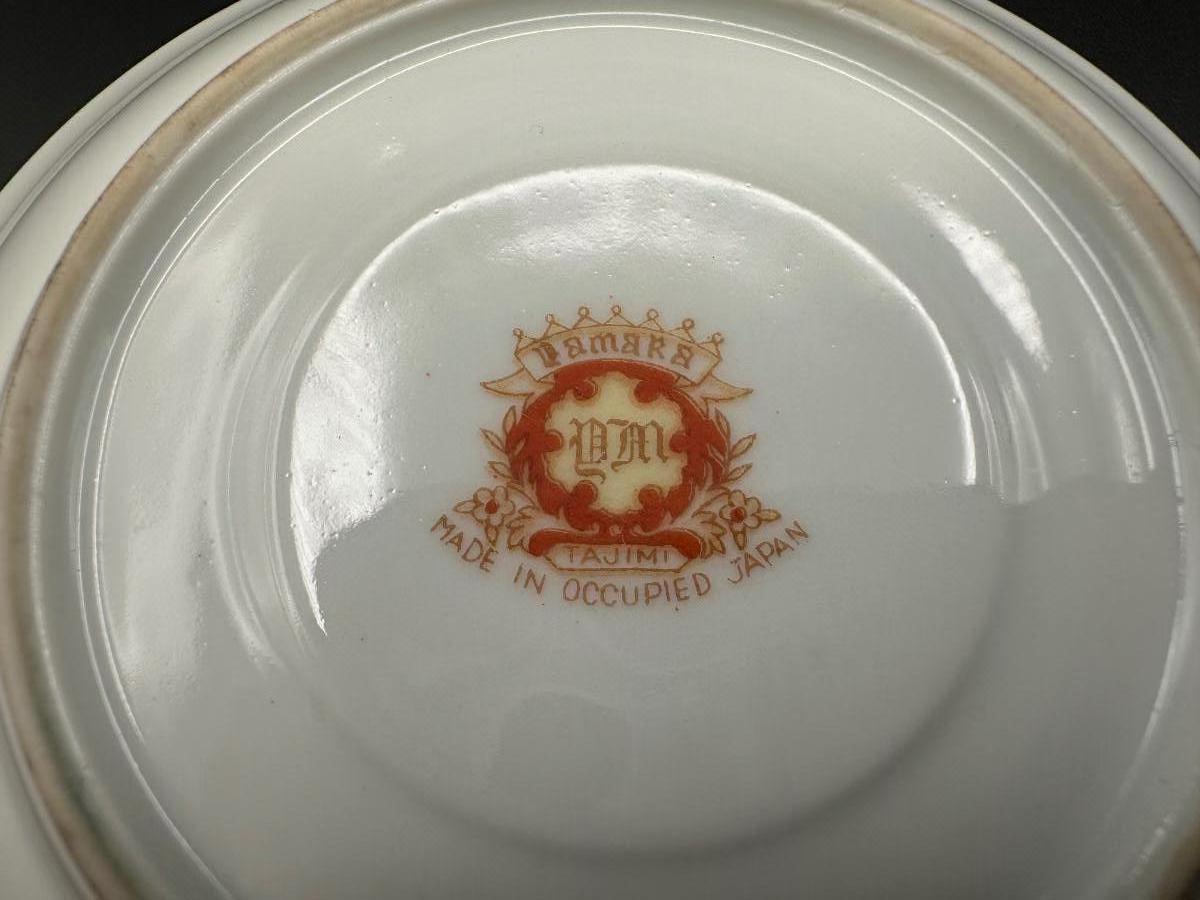 Yamaka
YM
TAJIMI
MADE IN OCCUPIED JAPAN